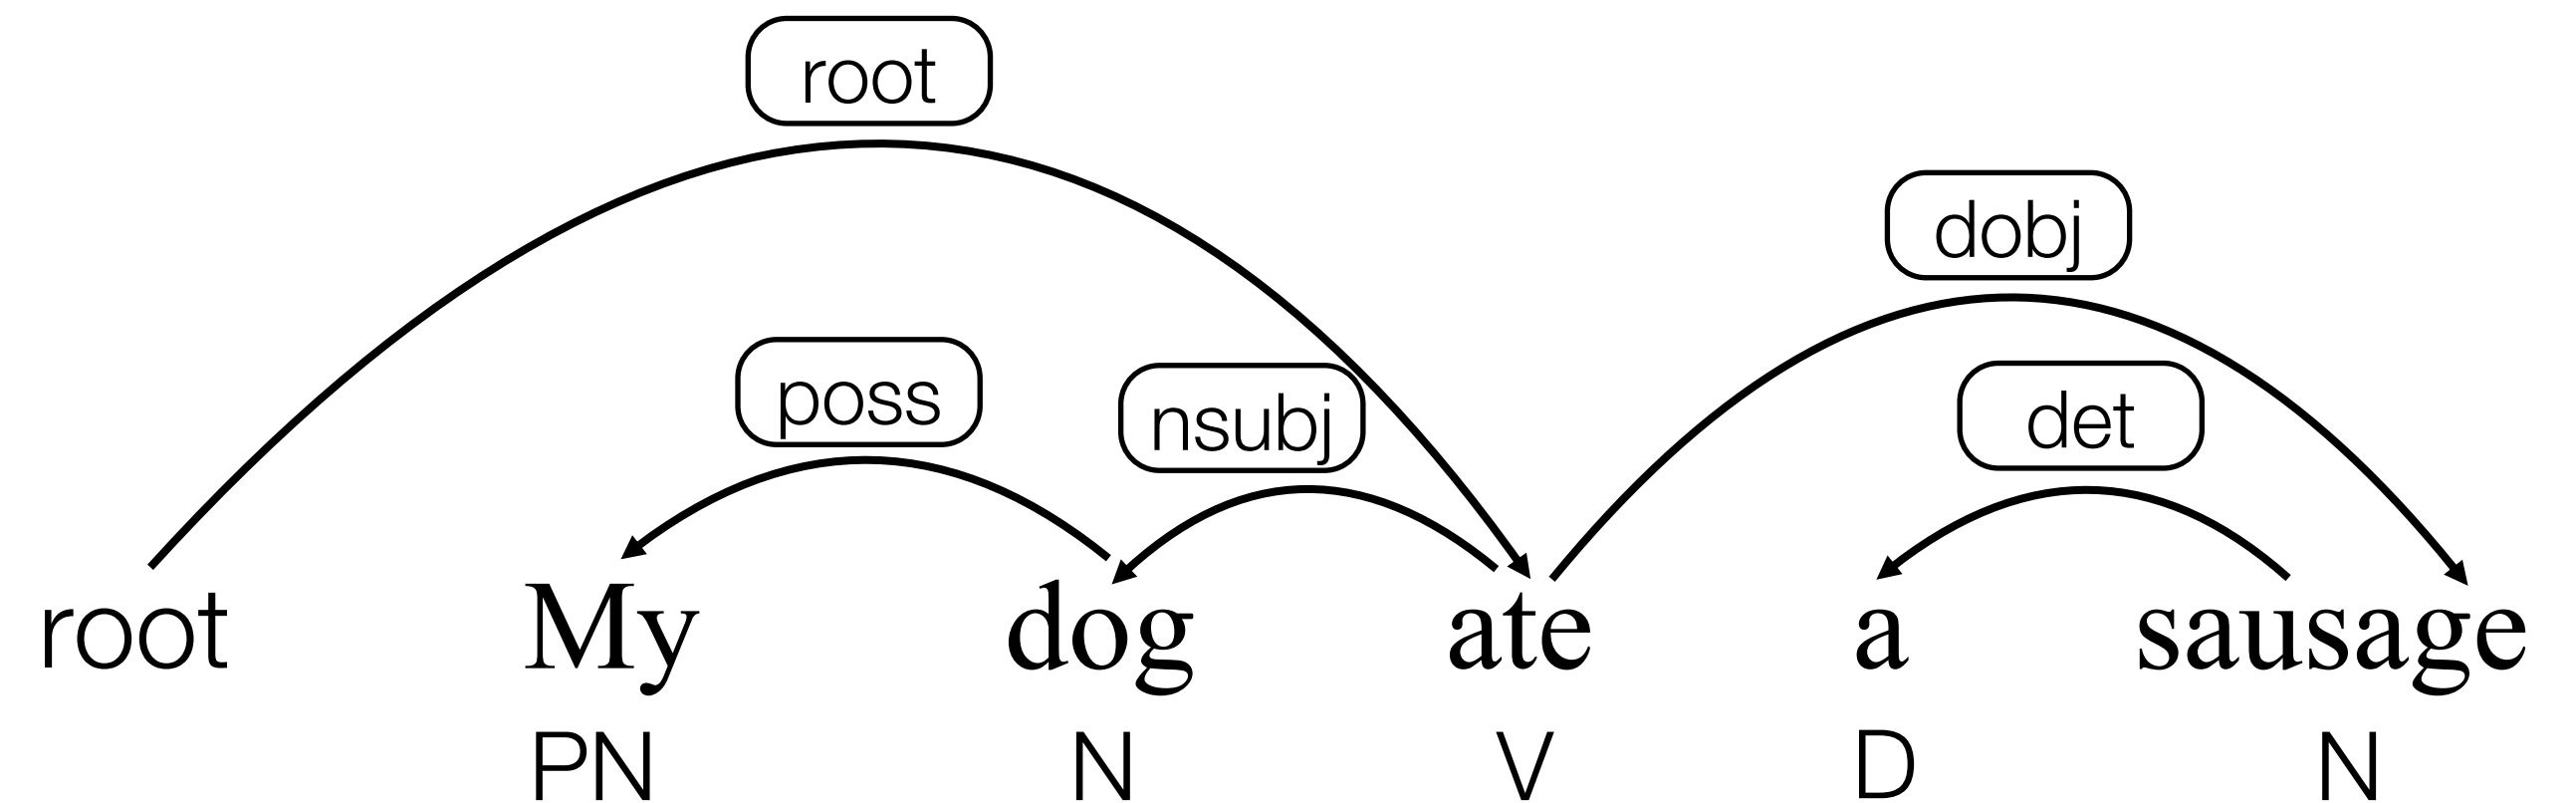 root
dobj
poss nsubj det
root My dog ate a sausage
PN N V D N